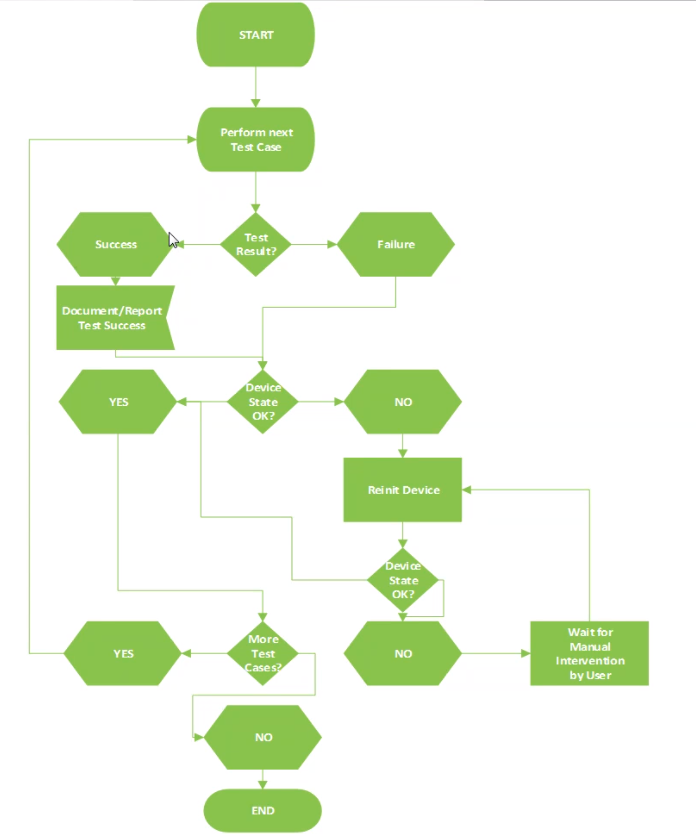 START
Perform next
Test Case
Test
Result?
Success
Failure
Document/Report
Test Success
Device
State
OK?
YES
NO
Reinit Device
Device
State
OK?
More
Test
Cases?
YES
NO
Wait for
Manual
Intervention
by User
NO
END